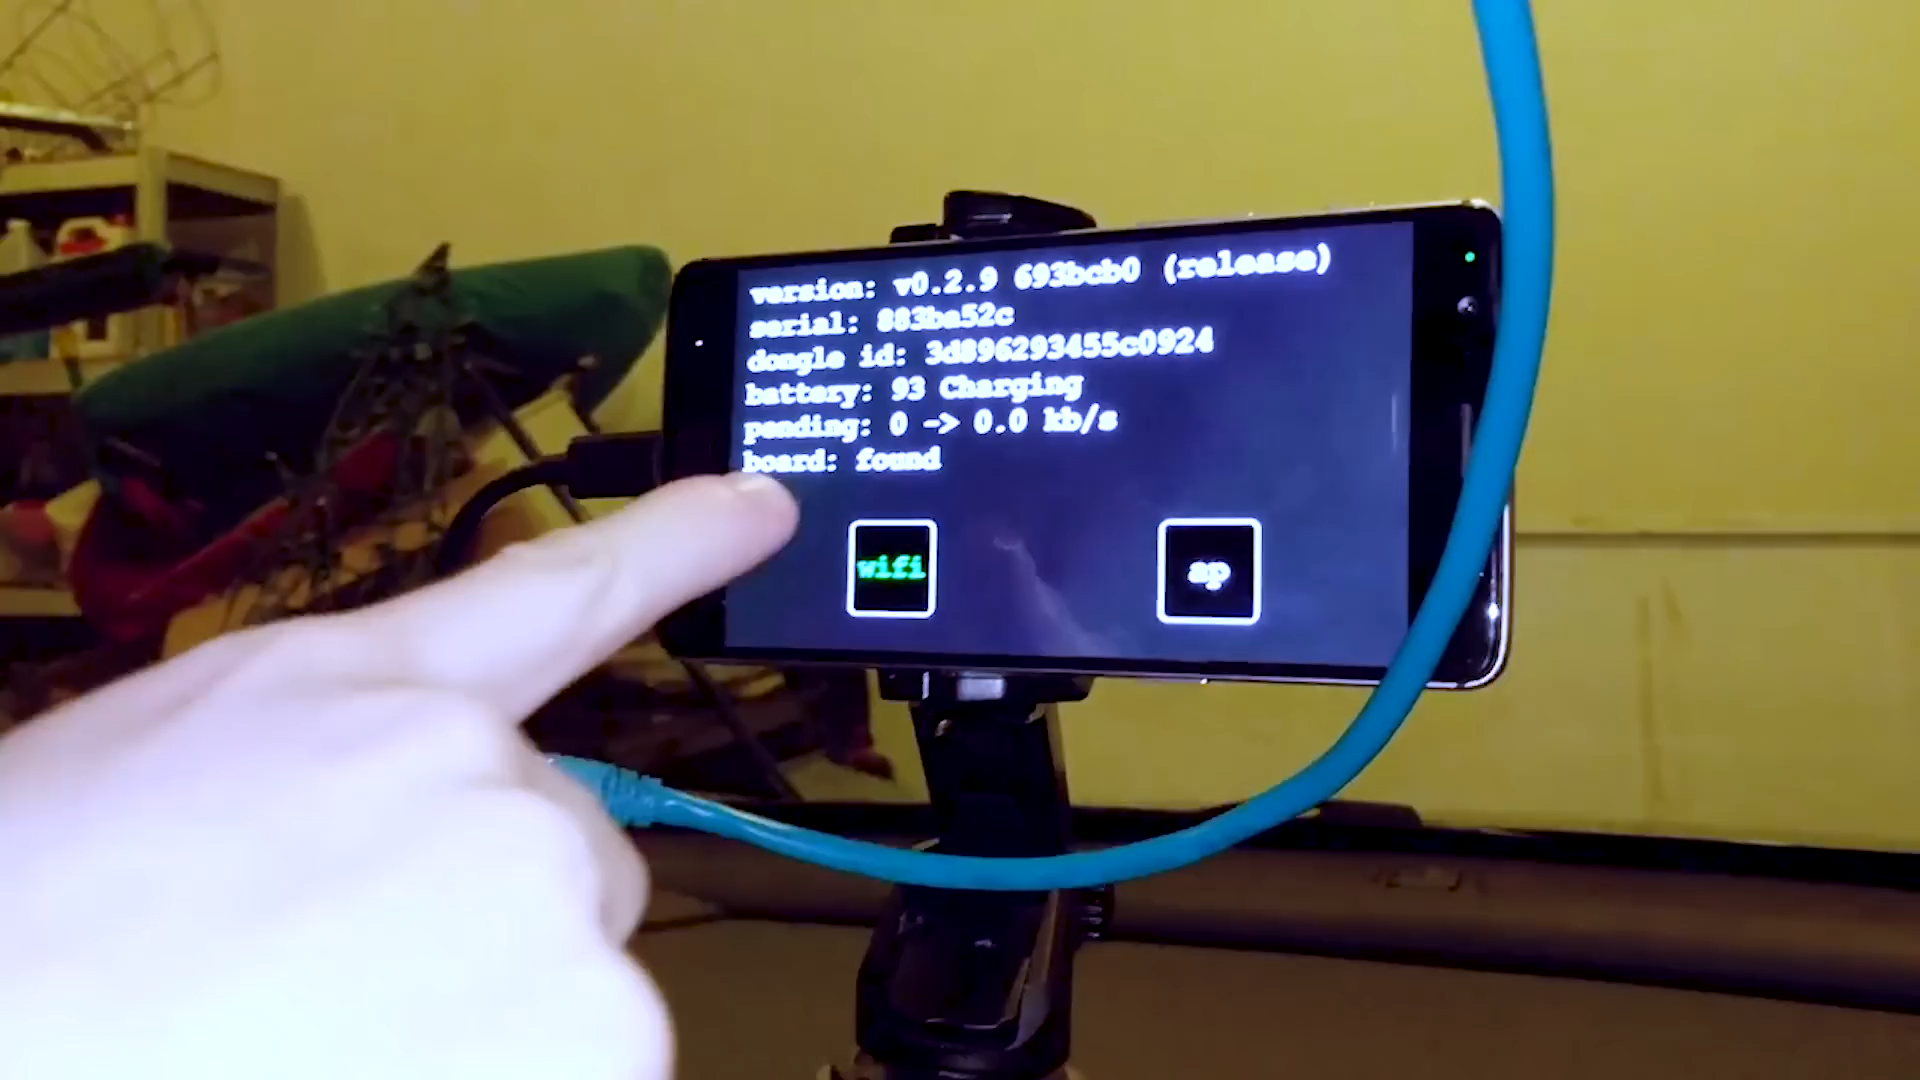 version: v0.2.9 693bcb0 (release)
serial: 883ba52c
dongle id: 3d896293455c0924
battery: 93 Charging
pending: 0 -> 0.0 kb/s
board: found
wifi
ap